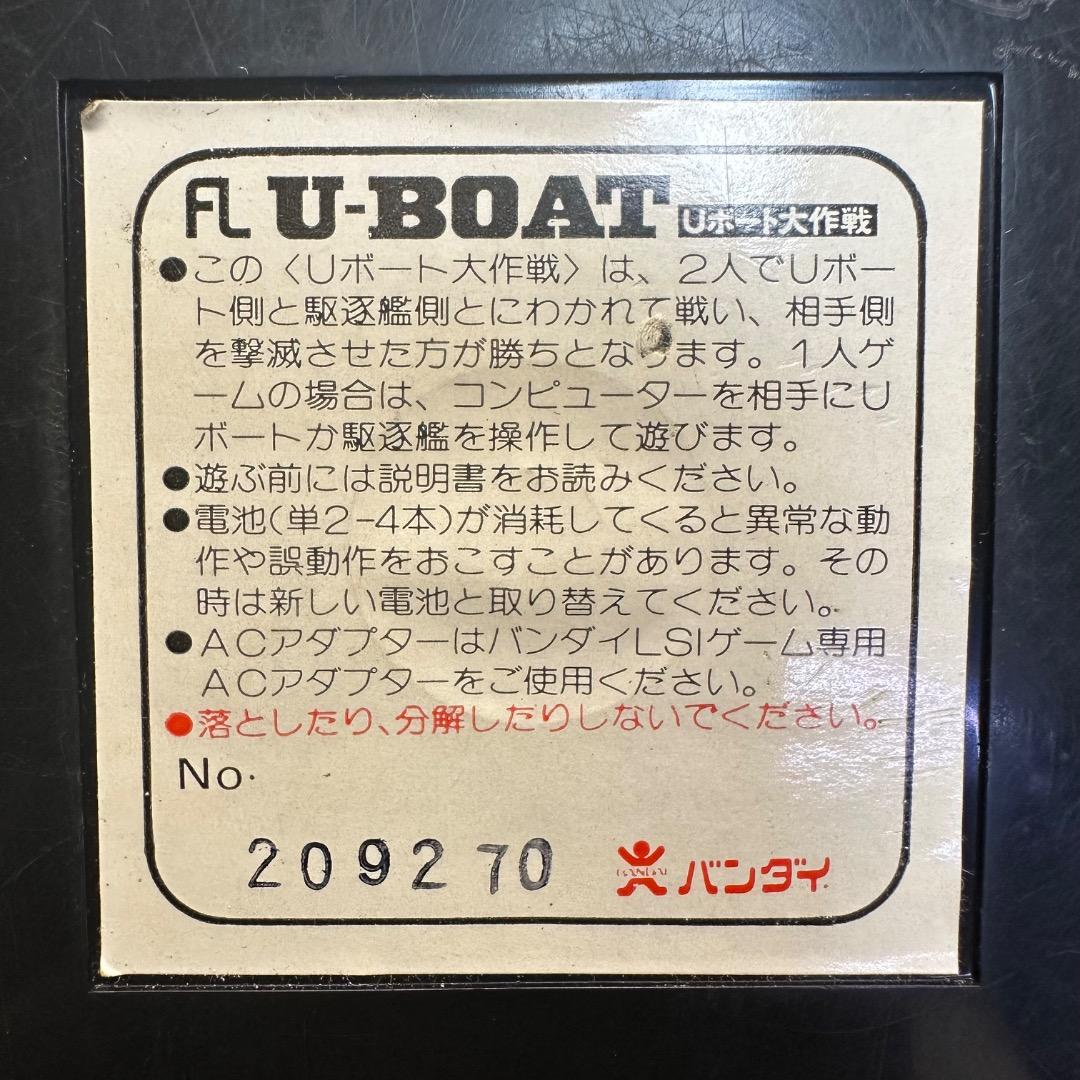 FL U-BOAT Uボート大作戦
●この〈Uボート大作戦〉は、2人でUボー
ト側と駆逐艦側とにわかれて戦い、相手側
を撃滅させた方が勝ちとなります。1人ゲ
ームの場合は、コンピューターを相手にU
ボートか駆逐艦を操作して遊びます。
●遊ぶ前には説明書をお読みください。
●電池(単2-4本)が消耗してくると異常な動
作や誤動作をおこすことがあります。その
時は新しい電池と取り替えてください。
●ACアダプターはバンダイLSIゲーム専用
ACアダプターをご使用ください。
●落としたり、分解したりしないでください。
No.
209270
バンダイ